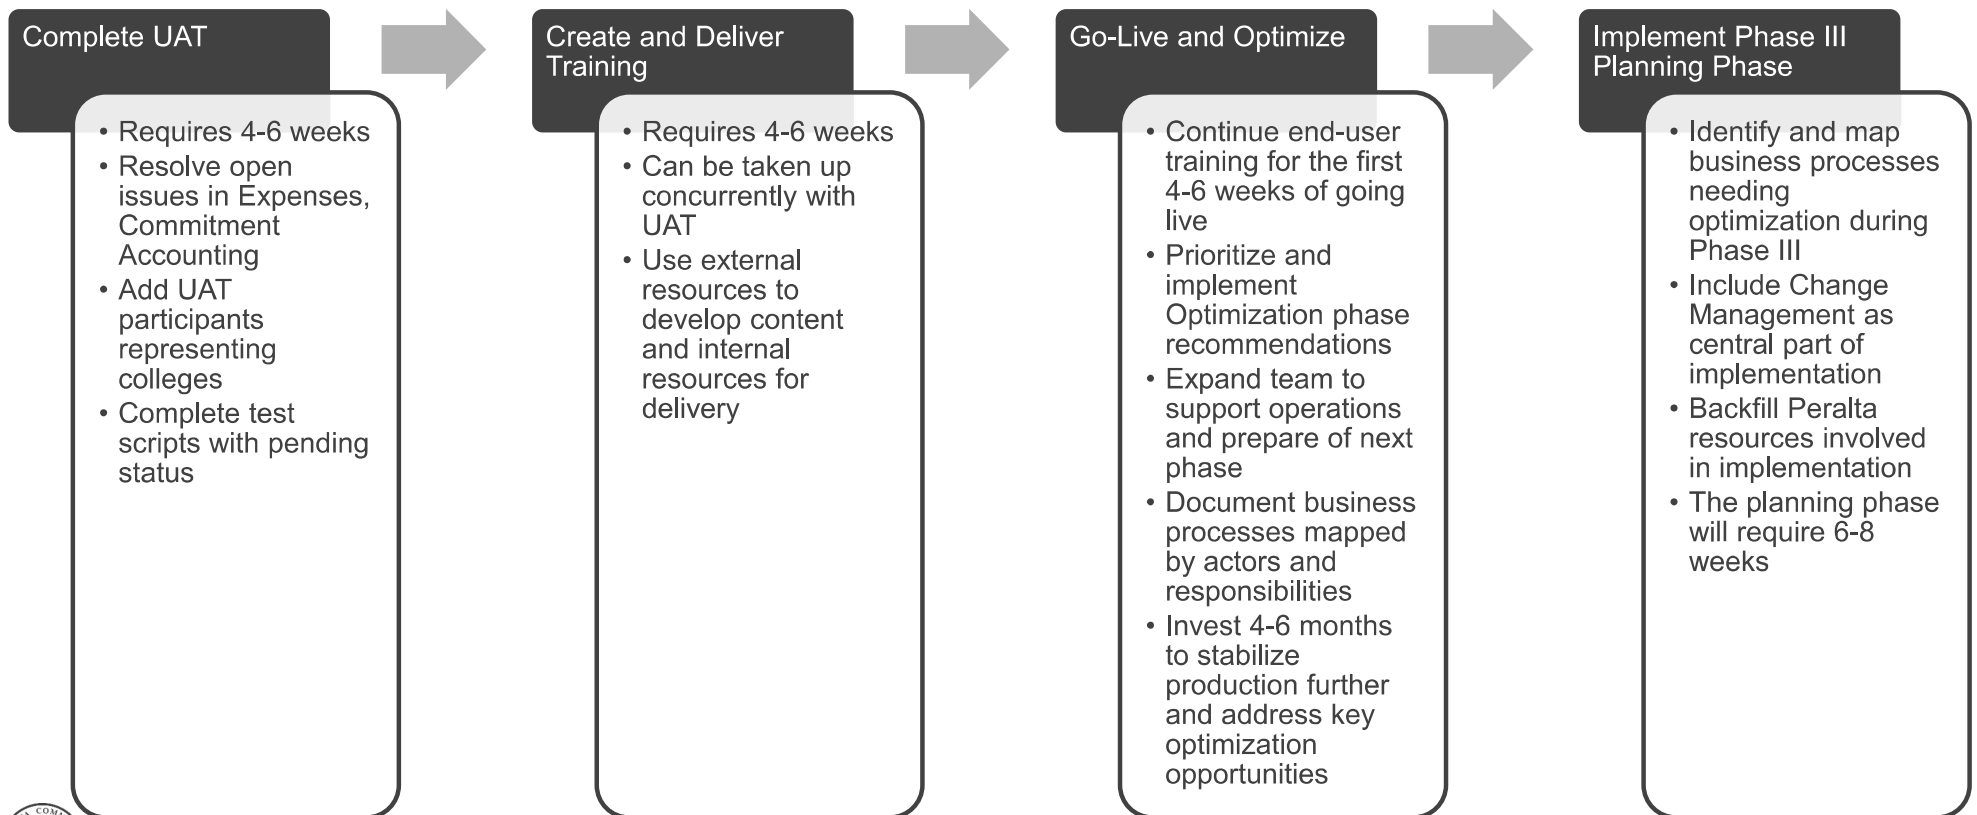 Complete UAT
• Requires 4-6 weeks
• Resolve open
issues in Expenses,
Commitment
Accounting
• Add UAT
participants
representing
colleges
• Complete test
scripts with pending
status
Create and Deliver
Training
• Requires 4-6 weeks
• Can be taken up
concurrently with
UAT
• Use external
resources to
develop content
and internal
resources for
delivery
Go-Live and Optimize
• Continue end-user
training for the first
4-6 weeks of going
live
• Prioritize and
implement
Optimization phase
recommendations
• Expand team to
support operations
and prepare of next
phase
• Document business
processes mapped
by actors and
responsibilities
• Invest 4-6 months
to stabilize
production further
and address key
optimization
opportunities
Implement Phase III
Planning Phase
• Identify and map
business processes
needing
optimization during
Phase III
• Include Change
Management as
central part of
implementation
• Backfill Peralta
resources involved
in implementation
• The planning phase
will require 6-8
weeks